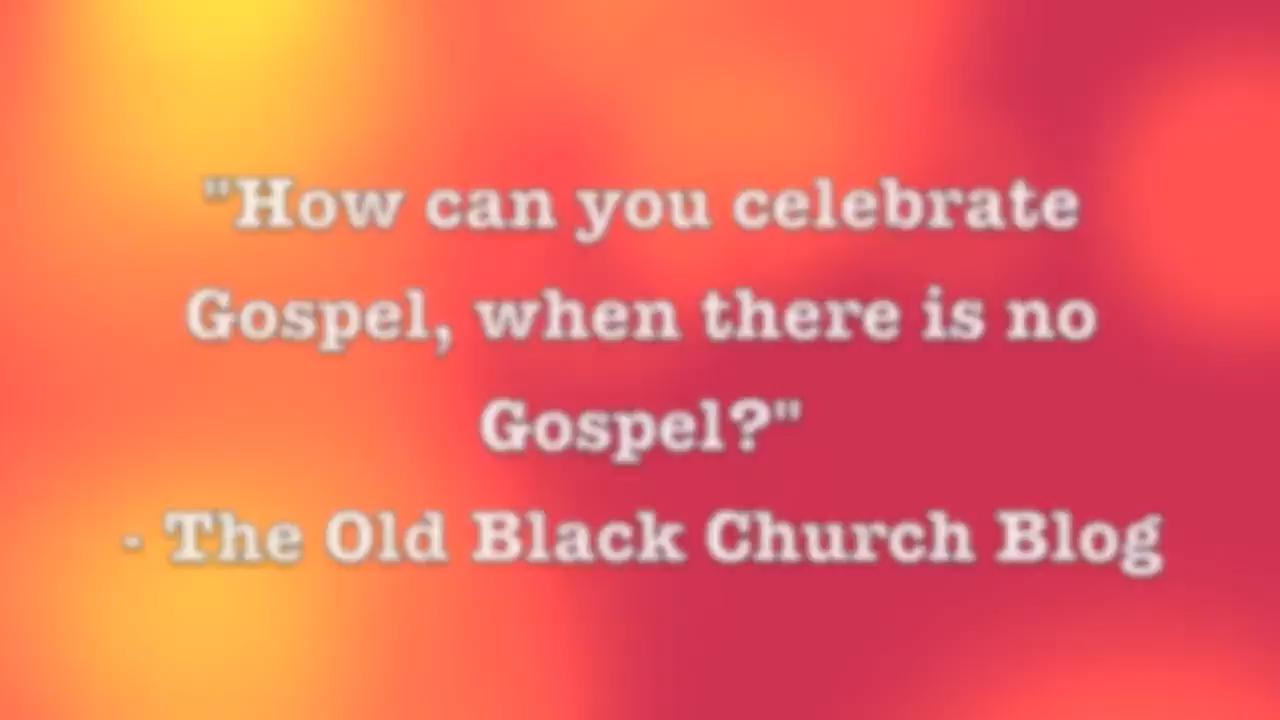 "How can you celebrate
Gospel, when there is no
Gospel?"
- The Old Black Church Blog